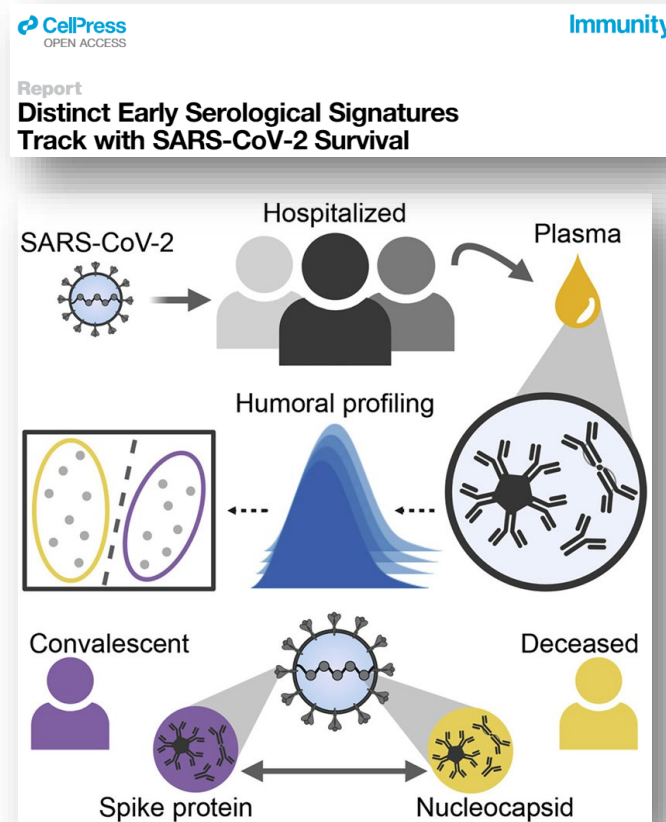 CellPress
OPEN ACCESS
Immunity
Report
Distinct Early Serological Signatures
Track with SARS-CoV-2 Survival
SARS-CoV-2
Hospitalized
Plasma
Humoral profiling
Convalescent
Deceased
Spike protein
Nucleocapsid